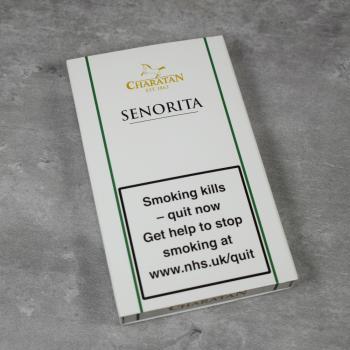 CHARATAN
EST. 1863
SENORITA
Smoking kills
– quit now
Get help to stop
smoking at
www.nhs.uk/quit
CHARATAN